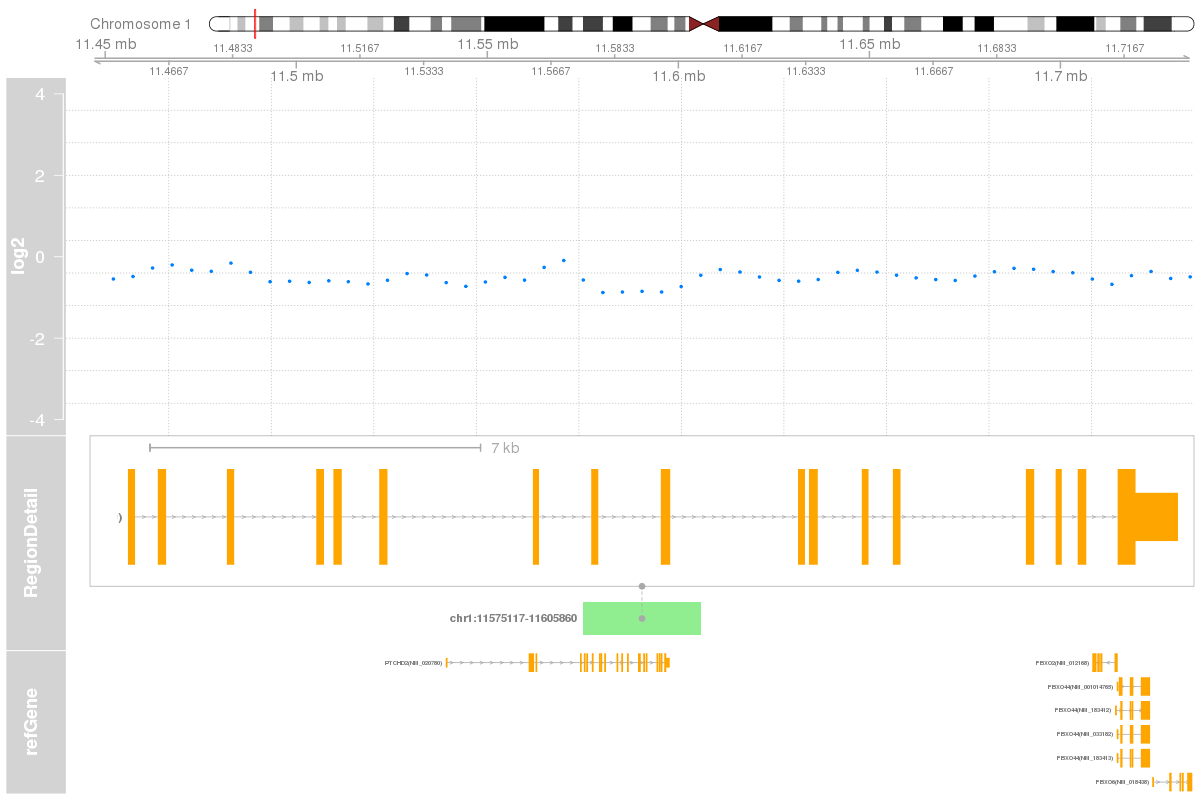 Chromosome 1
11.45 mb 11.4833 11.5167 11.55 mb 11.5833 11.6167 11.65 mb 11.6833 11.7167
11.4667 11.5 mb 11.5333 11.5667 11.6 mb 11.6333 11.6667 11.7 mb
log2
4
2
0
-2
-4
RegionDetail
7 kb
chr1:11575117-11605860
refGene
PTCHD2(NM_020780)
FBXO2(NM_012168)
FBXO44(NM_001014765)
FBXO44(NM_183412)
FBXO44(NM_033182)
FBXO44(NM_183413)
FBXO6(NM_018438)